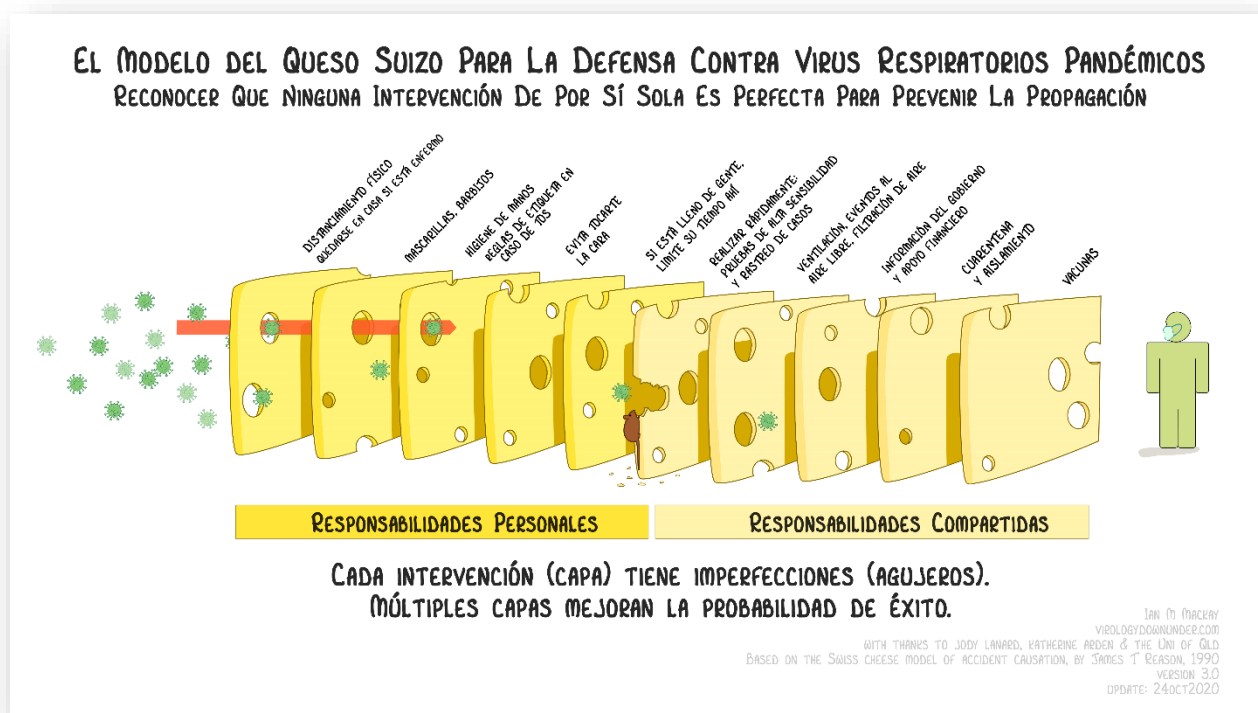 El Modelo del Queso Suizo Para La Defensa Contra Virus Respiratorios Pandémicos
Reconocer Que Ninguna Intervención De Por Sí Sola Es Perfecta Para Prevenir La Propagación
Distanciamiento físico
quedarse en casa si está enfermo
Mascarillas, barbijos
Higiene de manos
reglas de etiqueta en
caso de tos
Evita tocarte
la cara
Si está lleno de gente,
limite su tiempo ahí
Realizar rápidamente:
pruebas de alta sensibilidad
y rastreo de casos
Ventilación, eventos al
aire libre, filtración de aire
Información del gobierno
y apoyo financiero
Cuarentena
y aislamiento
Vacunas
Responsabilidades Personales
Responsabilidades Compartidas
Cada intervención (capa) tiene imperfecciones (agujeros).
Múltiples capas mejoran la probabilidad de éxito.
Ian M Mackay
virologydownunder.com
with thanks to Jody Lanard, Katherine Arden & the Uni of Qld
Based on the Swiss cheese model of accident causation, by James T Reason, 1990
version 3.0
update: 24oct2020